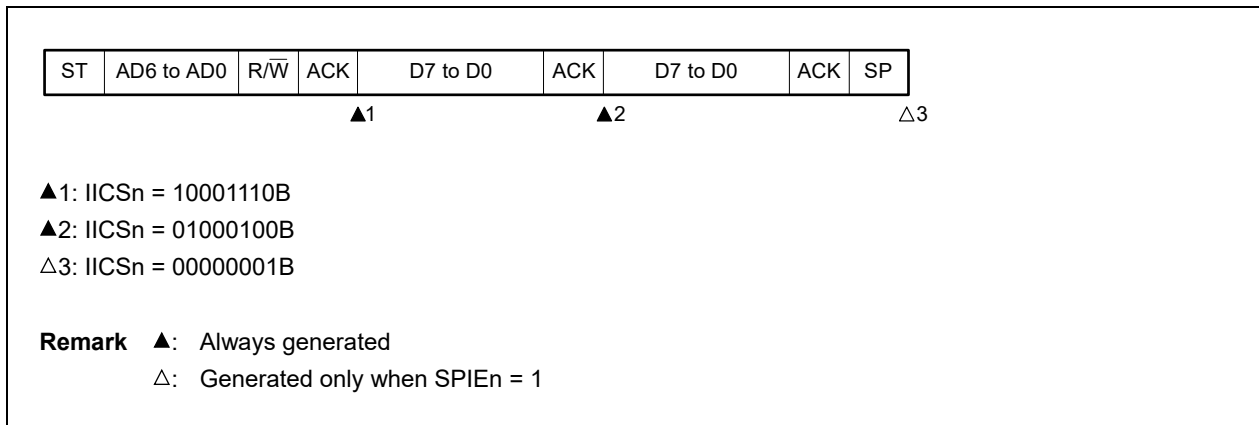 ST AD6 to AD0 R/W̅ ACK D7 to D0 ACK D7 to D0 ACK SP
▲1 ▲2 △3
▲1: IICSn = 10001110B
▲2: IICSn = 01000100B
△3: IICSn = 00000001B
Remark ▲: Always generated
△: Generated only when SPIEn = 1